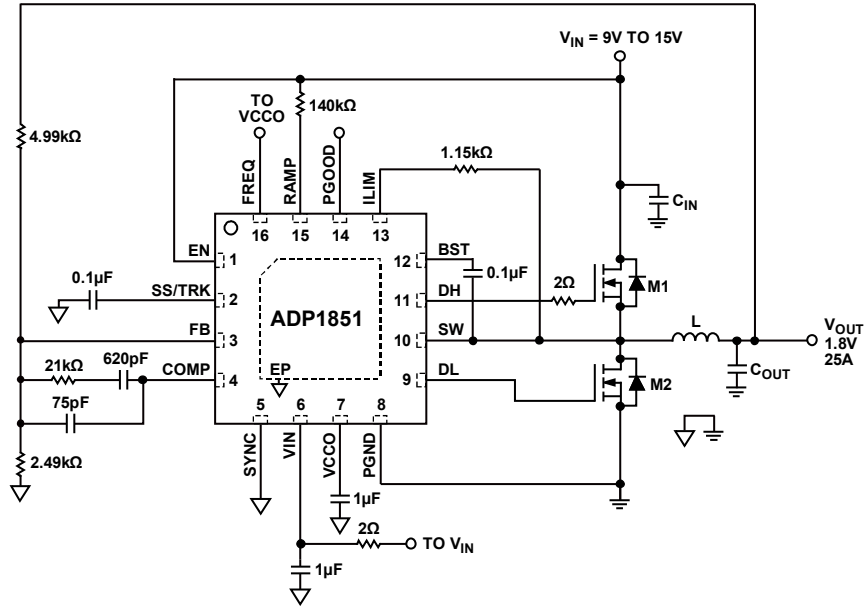 V_IN = 9V TO 15V
TO
VCCO
140kΩ
4.99kΩ
1.15kΩ
FREQ
RAMP
PGOOD
ILIM
C_IN
16
15
14
13
EN
1
12
BST
0.1µF
SS/TRK
2
0.1µF
2Ω
M1
11
DH
ADP1851
FB
3
10
SW
L
V_OUT
1.8V
25A
21kΩ
620pF
COMP
4
EP
9
DL
M2
C_OUT
75pF
5
6
7
8
2.49kΩ
SYNC
VIN
VCCO
PGND
1µF
2Ω
TO V_IN
1µF